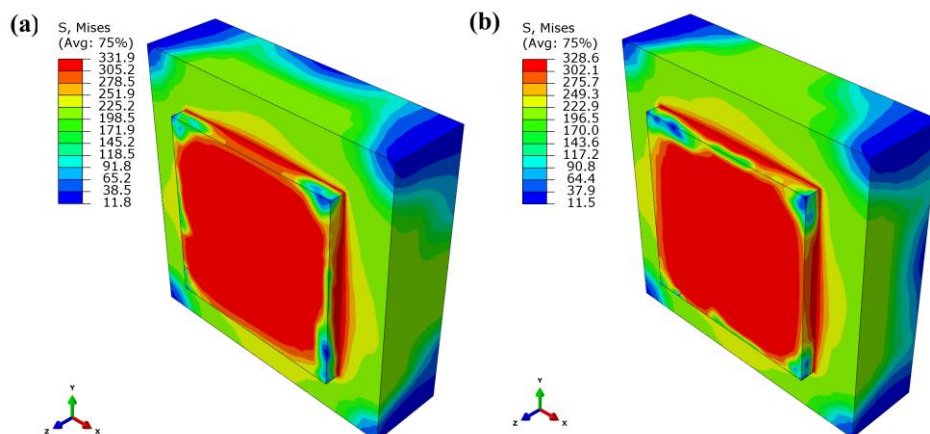 (a)
S, Mises
(Avg: 75%)
331.9
305.2
278.5
251.9
225.2
198.5
171.9
145.2
118.5
91.8
65.2
38.5
11.8
Y
Z
X
(b)
S, Mises
(Avg: 75%)
328.6
302.1
275.7
249.3
222.9
196.5
170.0
143.6
117.2
90.8
64.4
37.9
11.5
Y
Z
X